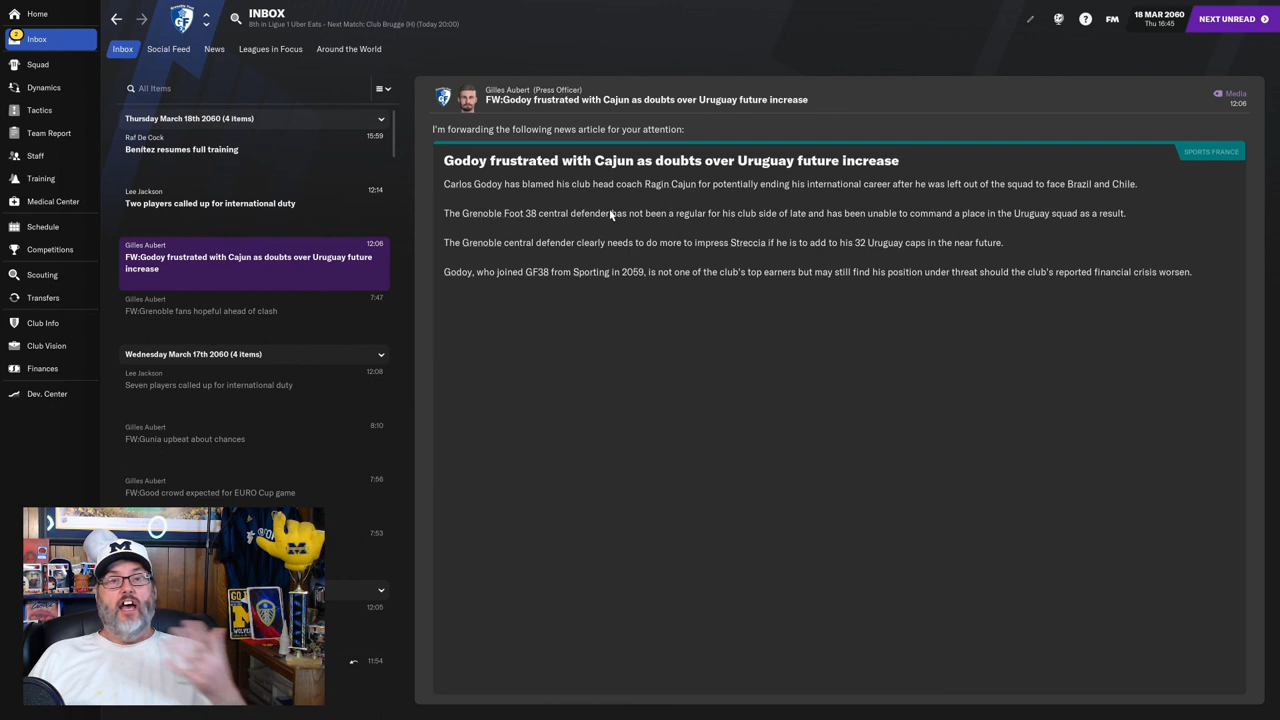 Home
2
Inbox
Squad
Dynamics
Tactics
Team Report
Staff
Training
Medical Center
Schedule
Competitions
Scouting
Transfers
Club Info
Club Vision
Finances
Dev. Center
GF
INBOX
8th in Ligue 1 Uber Eats - Next Match: Club Brugge (H) (Today 20:00)
FM
18 MAR 2060
Thu 16:45
NEXT UNREAD
Inbox
Social Feed
News
Leagues in Focus
Around the World
All Items
Thursday March 18th 2060 (4 items)
Raf De Cock
15:59
Benítez resumes full training
Lee Jackson
12:14
Two players called up for international duty
Gilles Aubert
12:06
FW:Godoy frustrated with Cajun as doubts over Uruguay future
increase
Gilles Aubert
7:47
FW:Grenoble fans hopeful ahead of clash
Wednesday March 17th 2060 (4 items)
Lee Jackson
12:08
Seven players called up for international duty
Gilles Aubert
8:10
FW:Gunia upbeat about chances
Gilles Aubert
7:56
FW:Good crowd expected for EURO Cup game
7:53
12:05
11:54
Gilles Aubert (Press Officer)
FW:Godoy frustrated with Cajun as doubts over Uruguay future increase
Media
12:06
I'm forwarding the following news article for your attention:
SPORTS FRANCE
Godoy frustrated with Cajun as doubts over Uruguay future increase
Carlos Godoy has blamed his club head coach Ragin Cajun for potentially ending his international career after he was left out of the squad to face Brazil and Chile.
The Grenoble Foot 38 central defender has not been a regular for his club side of late and has been unable to command a place in the Uruguay squad as a result.
The Grenoble central defender clearly needs to do more to impress Streccia if he is to add to his 32 Uruguay caps in the near future.
Godoy, who joined GF38 from Sporting in 2059, is not one of the club's top earners but may still find his position under threat should the club's reported financial crisis worsen.
M
M
M